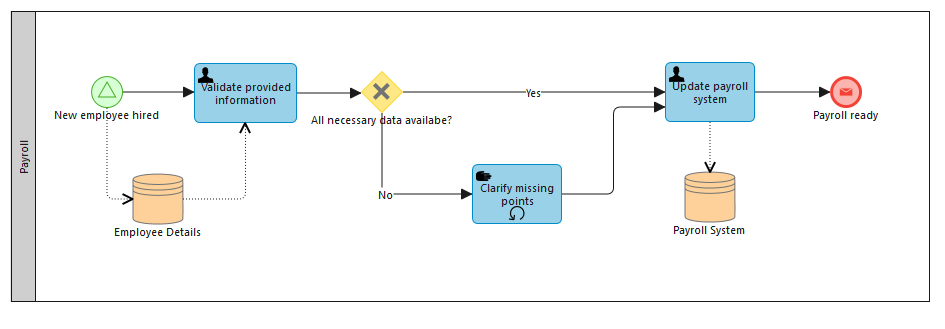 Payroll
New employee hired
Validate provided
information
All necessary data availabe?
Yes
No
Clarify missing
points
Update payroll
system
Payroll ready
Employee Details
Payroll System